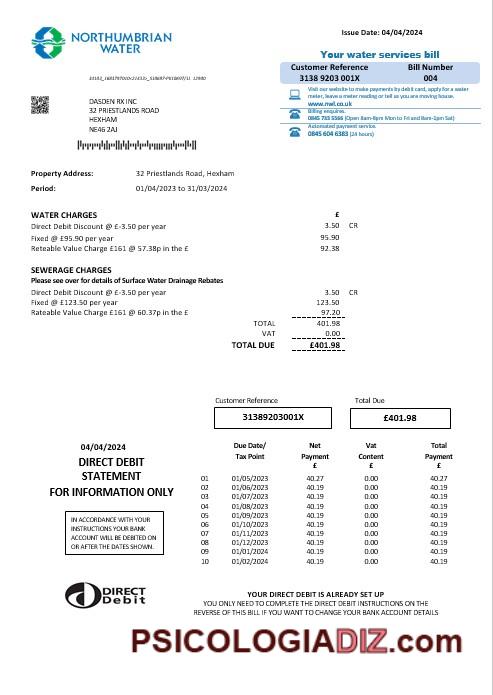 NORTHUMBRIAN
WATER
Issue Date: 04/04/2024
Your water services bill
Customer Reference Bill Number
3138 9203 001X 004
Visit our website to make payments by debit card, apply for a water
meter, leave a meter reading or tell us you are moving house.
www.nwl.co.uk
Billing enquires.
0845 733 5566 (Open 8am-8pm Mon to Fri and 8am-1pm Sat)
Automated payment service.
0845 604 6383 (24 hours)
DASDEN RX INC
32 PRIESTLANDS ROAD
HEXHAM
NE46 2AJ
Property Address: 32 Priestlands Road, Hexham
Period: 01/04/2023 to 31/03/2024
WATER CHARGES £
Direct Debit Discount @ £-3.50 per year 3.50 CR
Fixed @ £95.90 per year 95.90
Rateable Value Charge £161 @ 57.38p in the £ 92.38
SEWERAGE CHARGES
Please see over for details of Surface Water Drainage Rebates
Direct Debit Discount @ £-3.50 per year 3.50 CR
Fixed @ £123.50 per year 123.50
Rateable Value Charge £161 @ 60.37p in the £ 97.20
TOTAL 401.98
VAT 0.00
TOTAL DUE £401.98
Customer Reference Total Due
31389203001X £401.98
04/04/2024
DIRECT DEBIT
STATEMENT
FOR INFORMATION ONLY
IN ACCORDANCE WITH YOUR
INSTRUCTIONS YOUR BANK
ACCOUNT WILL BE DEBITED ON
OR AFTER THE DATES SHOWN.
Due Date/ Net Vat Total
Tax Point Payment Content Payment
£ £ £
01 01/05/2023 40.27 0.00 40.27
02 01/06/2023 40.19 0.00 40.19
03 01/07/2023 40.19 0.00 40.19
04 01/08/2023 40.19 0.00 40.19
05 01/09/2023 40.19 0.00 40.19
06 01/10/2023 40.19 0.00 40.19
07 01/11/2023 40.19 0.00 40.19
08 01/12/2023 40.19 0.00 40.19
09 01/01/2024 40.19 0.00 40.19
10 01/02/2024 40.19 0.00 40.19
DIRECT
Debit
YOUR DIRECT DEBIT IS ALREADY SET UP
YOU ONLY NEED TO COMPLETE THE DIRECT DEBIT INSTRUCTIONS ON THE
REVERSE OF THIS BILL IF YOU WANT TO CHANGE YOUR BANK ACCOUNT DETAILS
PSICOLOGIADIZ.com